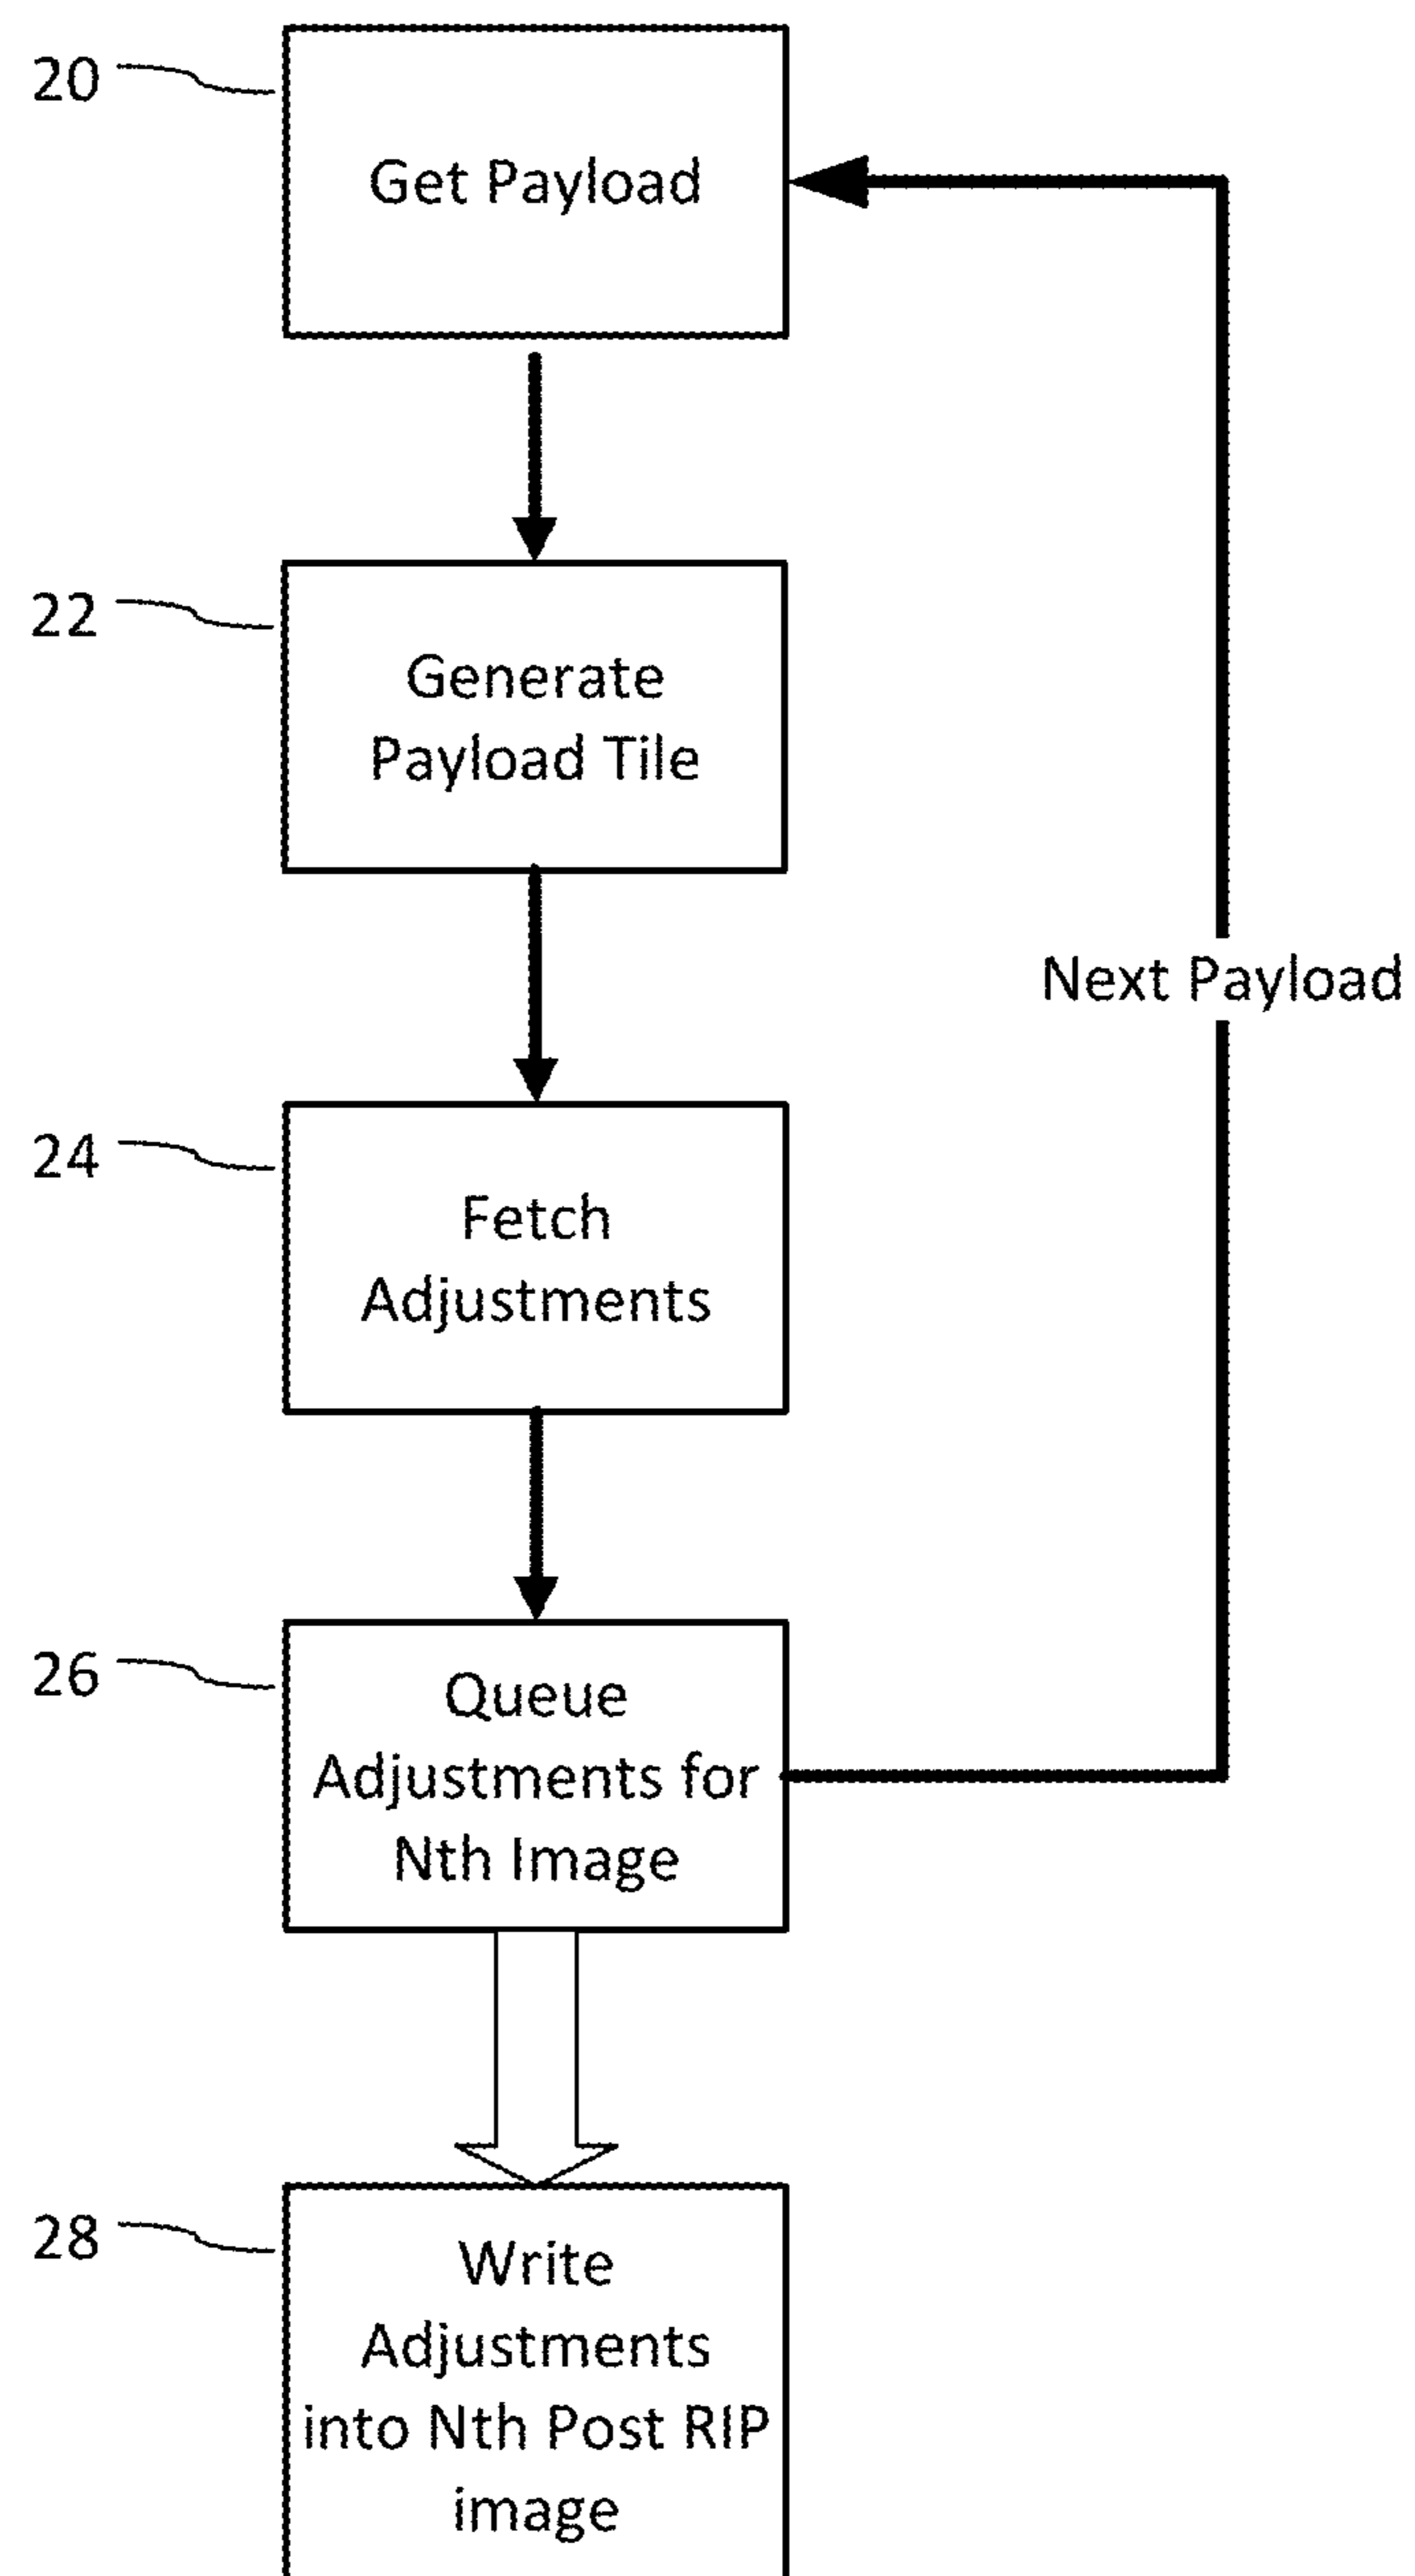 20
Get Payload
22
Generate
Payload Tile
Next Payload
24
Fetch
Adjustments
26
Queue
Adjustments for
Nth Image
28
Write
Adjustments
into Nth Post RIP
image